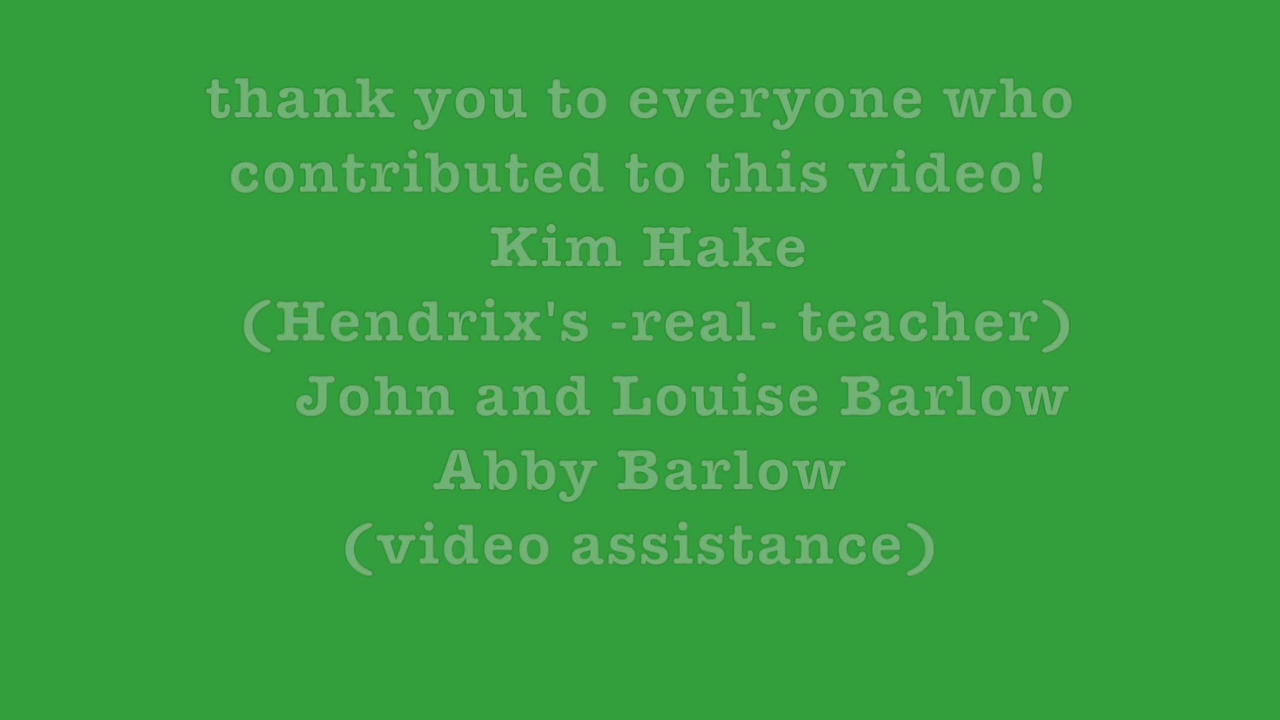 thank you to everyone who
contributed to this video!
Kim Hake
(Hendrix's -real- teacher)
John and Louise Barlow
Abby Barlow
(video assistance)